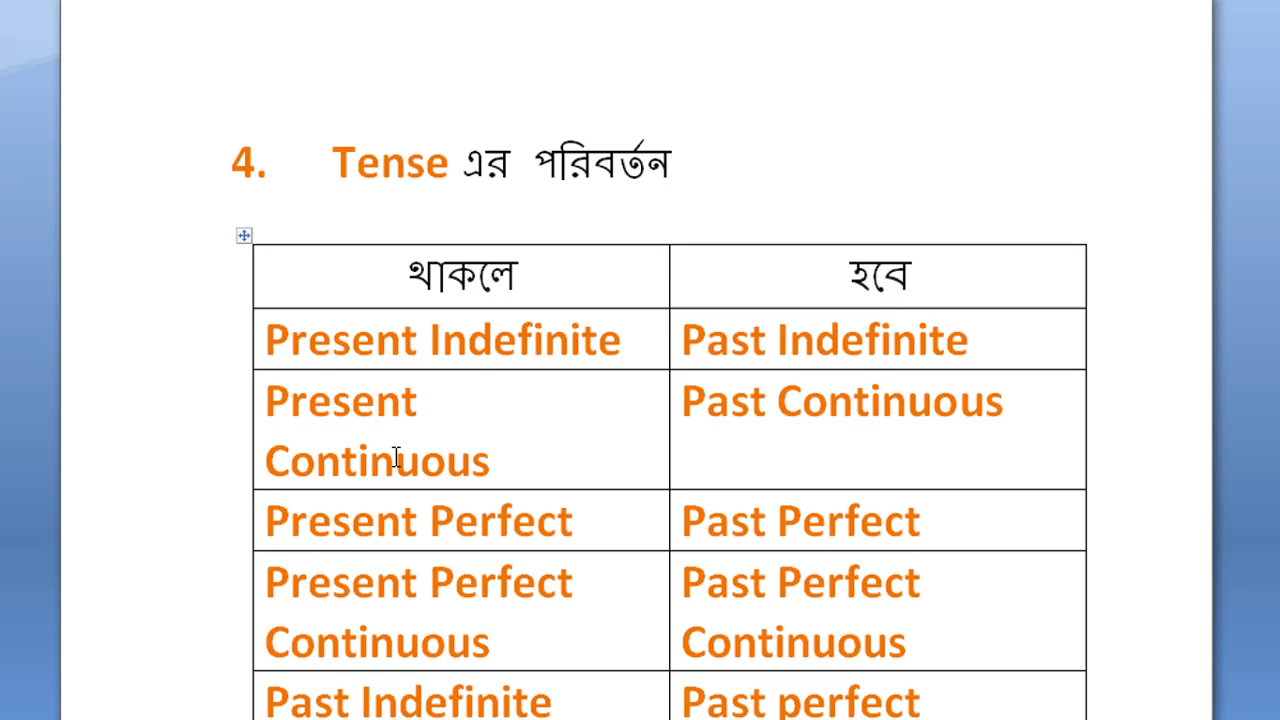 4. Tense এর পরিবর্তন
থাকলে হবে
Present Indefinite Past Indefinite
Present Past Continuous
Continuous
Present Perfect Past Perfect
Present Perfect Past Perfect
Continuous Continuous
Past Indefinite Past perfect